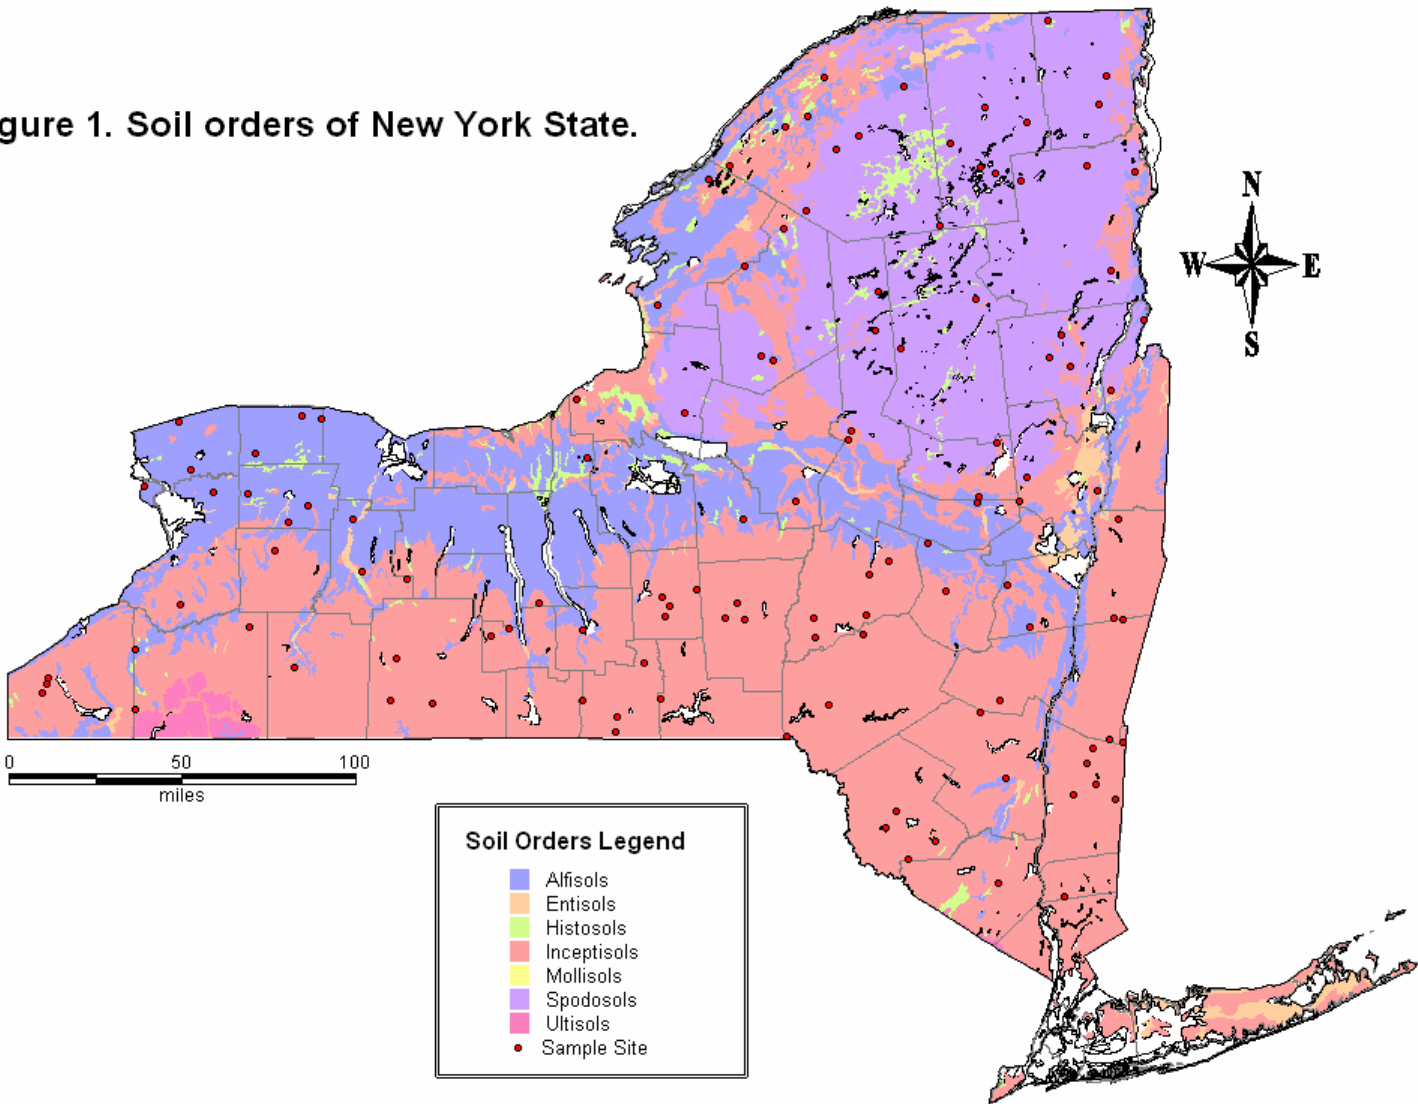 gure 1. Soil orders of New York State.
N
W E
S
0 50 100
miles
Soil Orders Legend
Alfisols
Entisols
Histosols
Inceptisols
Mollisols
Spodosols
Ultisols
Sample Site